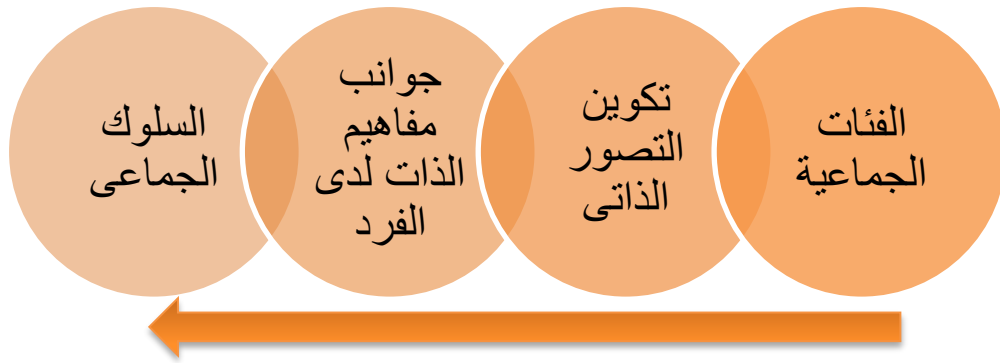 الفئات
الجماعية
تكوين
التصور
الذاتى
جوانب
مفاهيم
الذات لدى
الفرد
السلوك
الجماعى